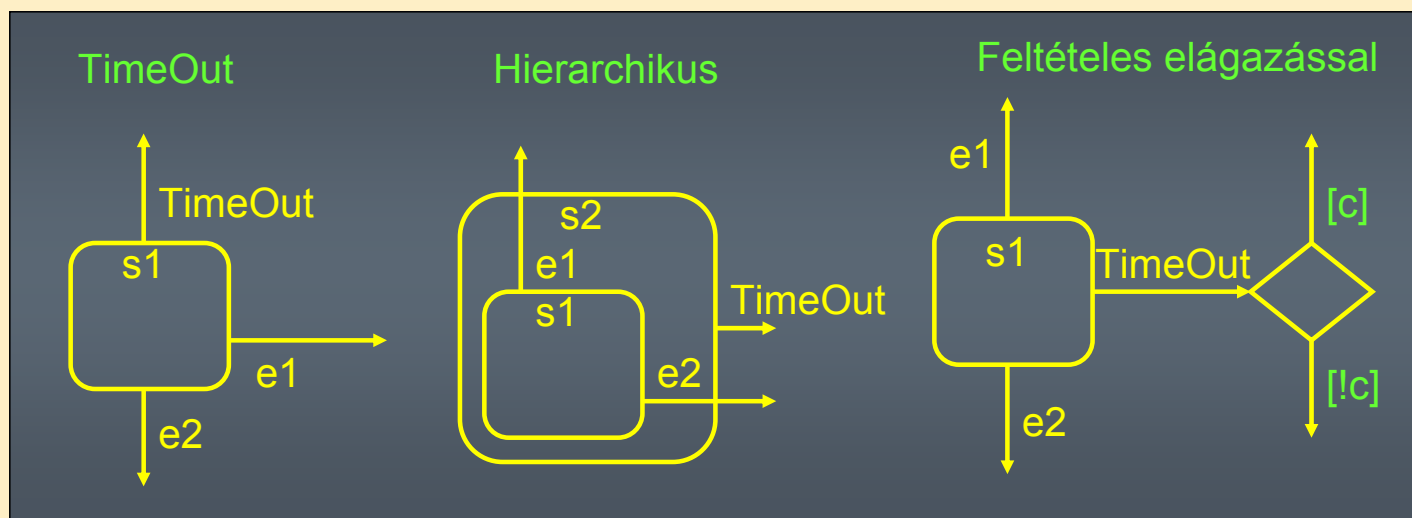 TimeOut
TimeOut
s1
e1
e2
Hierarchikus
s2
e1
s1
TimeOut
e2
Feltételes elágazással
e1
[c]
s1
TimeOut
[!c]
e2